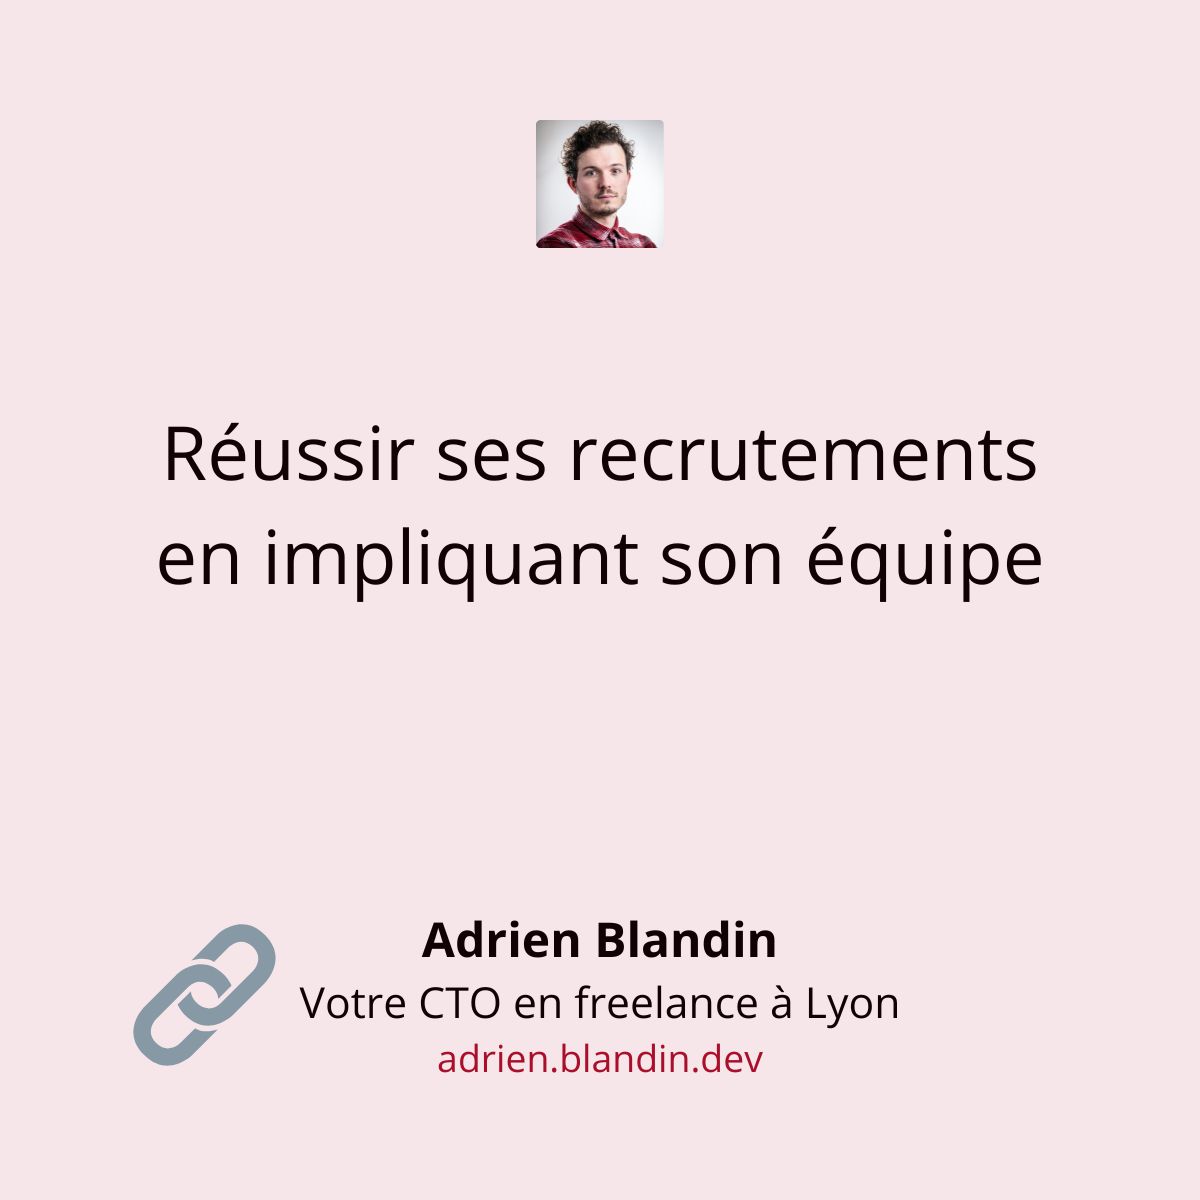 Réussir ses recrutements
en impliquant son équipe
Adrien Blandin
Votre CTO en freelance à Lyon
adrien.blandin.dev